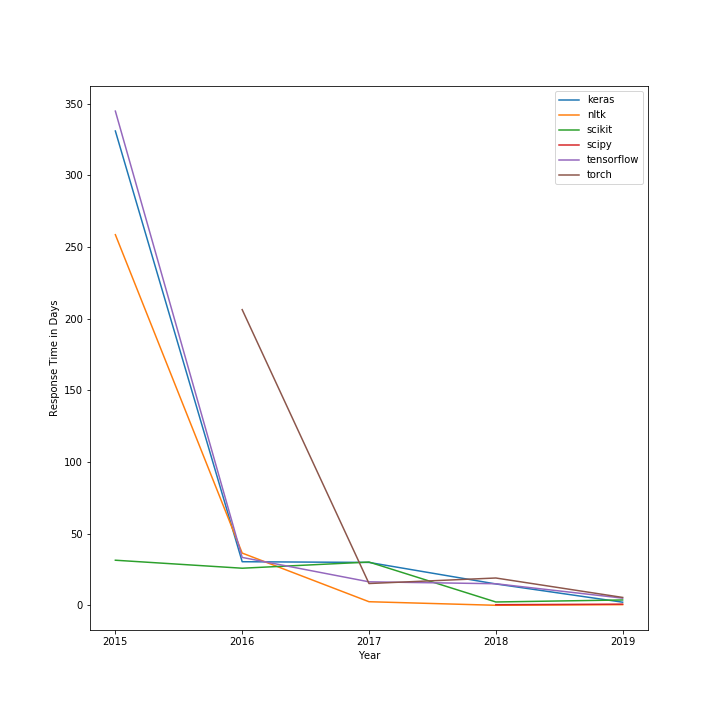 350
300
250
200
150
100
50
0
Response Time in Days
2015 2016 2017 2018 2019
Year
keras
nltk
scikit
scipy
tensorflow
torch